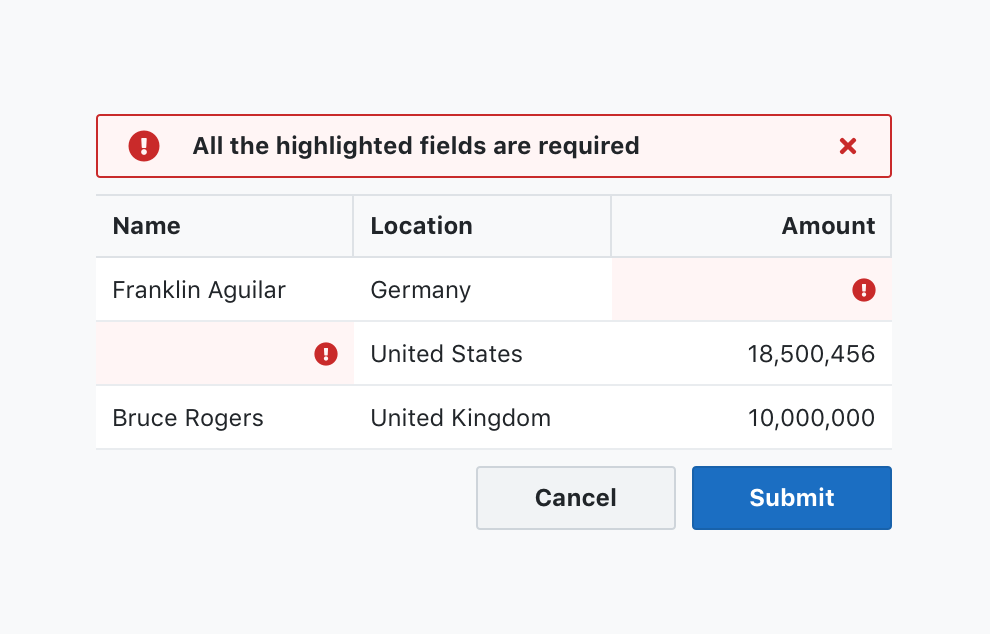 All the highlighted fields are required
Name Location Amount
Franklin Aguilar Germany
United States 18,500,456
Bruce Rogers United Kingdom 10,000,000
Cancel Submit